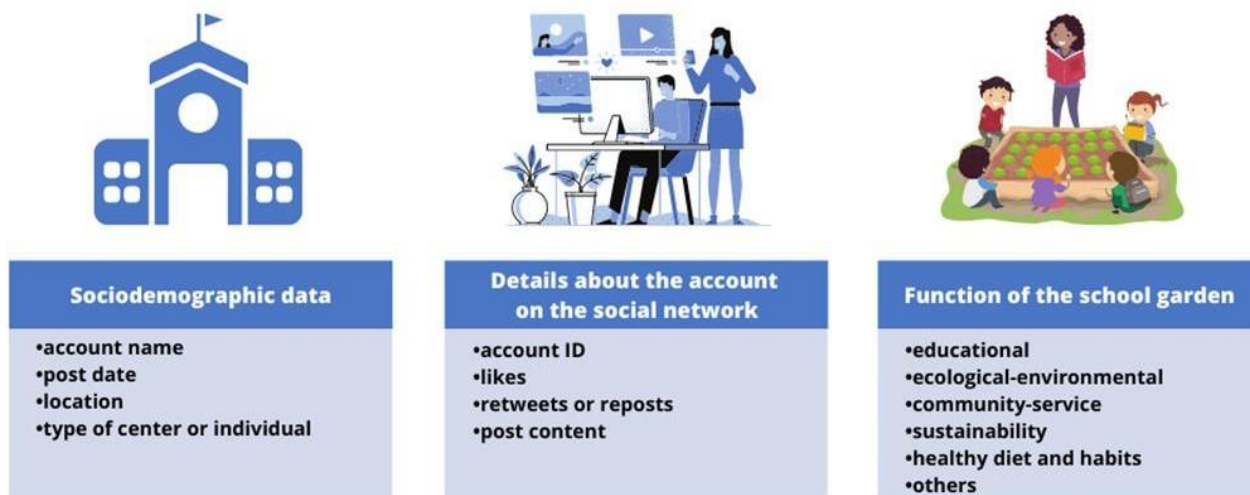 Sociodemographic data
•account name
•post date
•location
•type of center or individual
Details about the account
on the social network
•account ID
•likes
•retweets or reposts
•post content
Function of the school garden
•educational
•ecological-environmental
•community-service
•sustainability
•healthy diet and habits
•others